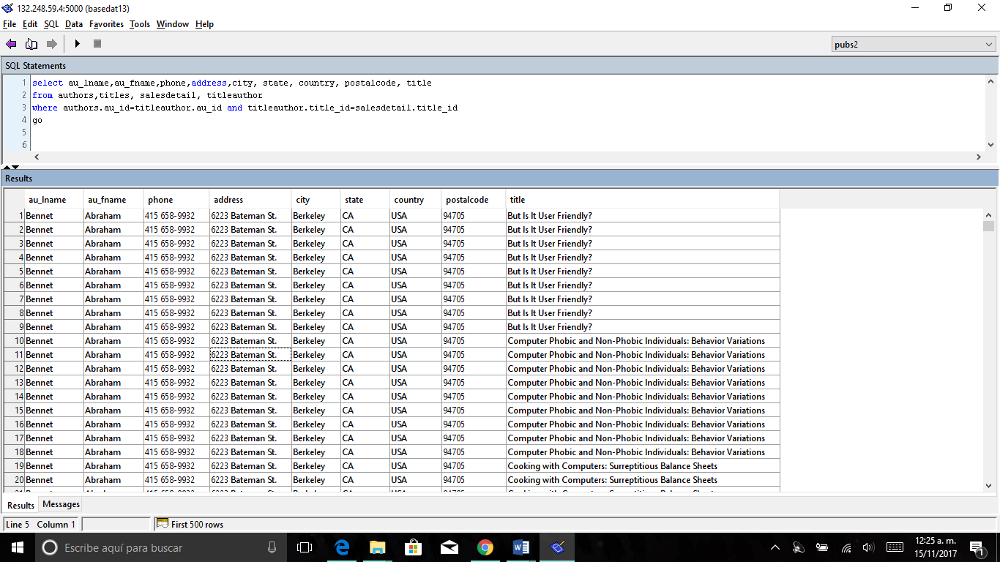 132.248.59.4:5000 (basedat13)
File Edit SQL Data Favorites Tools Window Help
pubs2
SQL Statements
1 select au_lname,au_fname,phone,address,city, state, country, postalcode, title
2 from authors,titles, salesdetail, titleauthor
3 where authors.au_id=titleauthor.au_id and titleauthor.title_id=salesdetail.title_id
4 go
5
6
Results
au_lname au_fname phone address city state country postalcode title
1 Bennet Abraham 415 658-9932 6223 Bateman St. Berkeley CA USA 94705 But Is It User Friendly?
2 Bennet Abraham 415 658-9932 6223 Bateman St. Berkeley CA USA 94705 But Is It User Friendly?
3 Bennet Abraham 415 658-9932 6223 Bateman St. Berkeley CA USA 94705 But Is It User Friendly?
4 Bennet Abraham 415 658-9932 6223 Bateman St. Berkeley CA USA 94705 But Is It User Friendly?
5 Bennet Abraham 415 658-9932 6223 Bateman St. Berkeley CA USA 94705 But Is It User Friendly?
6 Bennet Abraham 415 658-9932 6223 Bateman St. Berkeley CA USA 94705 But Is It User Friendly?
7 Bennet Abraham 415 658-9932 6223 Bateman St. Berkeley CA USA 94705 But Is It User Friendly?
8 Bennet Abraham 415 658-9932 6223 Bateman St. Berkeley CA USA 94705 But Is It User Friendly?
9 Bennet Abraham 415 658-9932 6223 Bateman St. Berkeley CA USA 94705 But Is It User Friendly?
10 Bennet Abraham 415 658-9932 6223 Bateman St. Berkeley CA USA 94705 Computer Phobic and Non-Phobic Individuals: Behavior Variations
11 Bennet Abraham 415 658-9932 6223 Bateman St. Berkeley CA USA 94705 Computer Phobic and Non-Phobic Individuals: Behavior Variations
12 Bennet Abraham 415 658-9932 6223 Bateman St. Berkeley CA USA 94705 Computer Phobic and Non-Phobic Individuals: Behavior Variations
13 Bennet Abraham 415 658-9932 6223 Bateman St. Berkeley CA USA 94705 Computer Phobic and Non-Phobic Individuals: Behavior Variations
14 Bennet Abraham 415 658-9932 6223 Bateman St. Berkeley CA USA 94705 Computer Phobic and Non-Phobic Individuals: Behavior Variations
15 Bennet Abraham 415 658-9932 6223 Bateman St. Berkeley CA USA 94705 Computer Phobic and Non-Phobic Individuals: Behavior Variations
16 Bennet Abraham 415 658-9932 6223 Bateman St. Berkeley CA USA 94705 Computer Phobic and Non-Phobic Individuals: Behavior Variations
17 Bennet Abraham 415 658-9932 6223 Bateman St. Berkeley CA USA 94705 Computer Phobic and Non-Phobic Individuals: Behavior Variations
18 Bennet Abraham 415 658-9932 6223 Bateman St. Berkeley CA USA 94705 Computer Phobic and Non-Phobic Individuals: Behavior Variations
19 Bennet Abraham 415 658-9932 6223 Bateman St. Berkeley CA USA 94705 Cooking with Computers: Surreptitious Balance Sheets
20 Bennet Abraham 415 658-9932 6223 Bateman St. Berkeley CA USA 94705 Cooking with Computers: Surreptitious Balance Sheets
Results Messages
Line 5 Column 1 First 500 rows
Escribe aquí para buscar
12:25 a. m.
15/11/2017
1